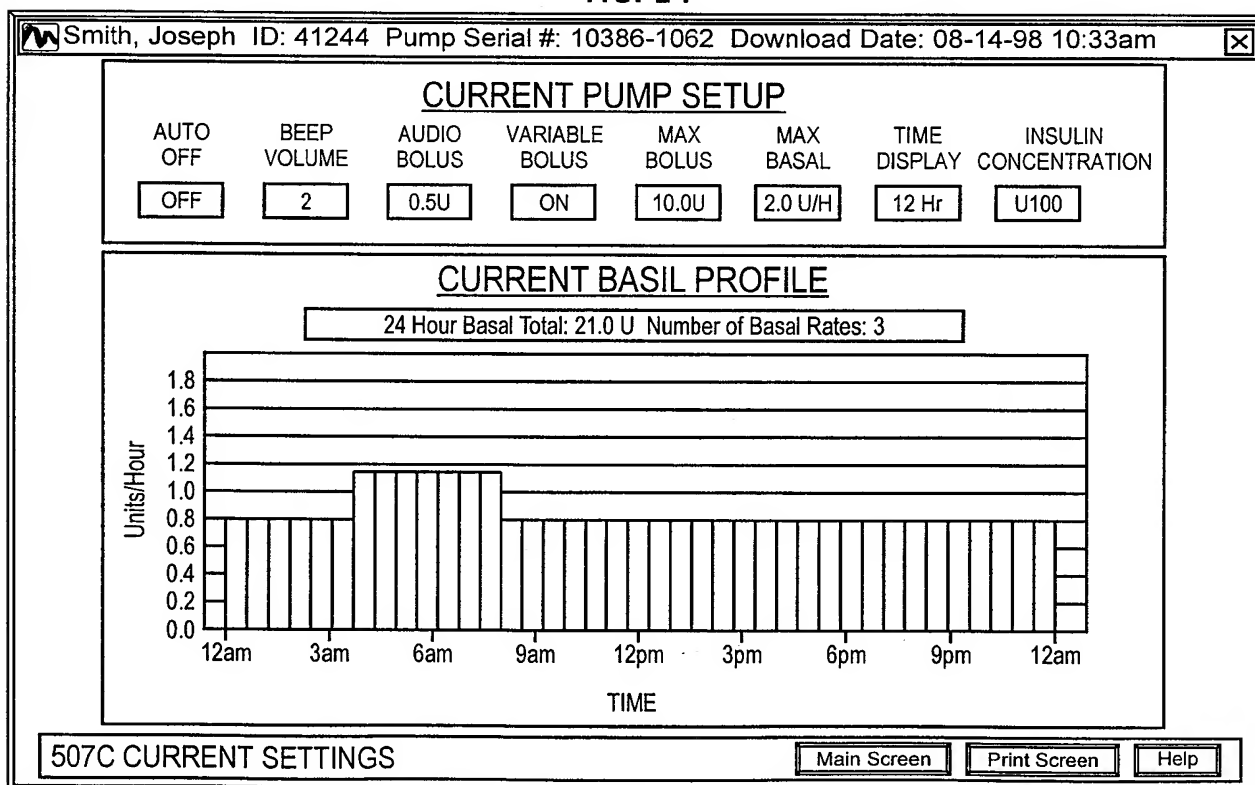 Smith, Joseph ID: 41244 Pump Serial #: 10386-1062 Download Date: 08-14-98 10:33am
CURRENT PUMP SETUP
AUTO OFF BEEP VOLUME AUDIO BOLUS VARIABLE BOLUS MAX BOLUS MAX BASAL TIME DISPLAY INSULIN CONCENTRATION
OFF 2 0.5U ON 10.0U 2.0 U/H 12 Hr U100
CURRENT BASIL PROFILE
24 Hour Basal Total: 21.0 U Number of Basal Rates: 3
Units/Hour
1.8
1.6
1.4
1.2
1.0
0.8
0.6
0.4
0.2
0.0
12am 3am 6am 9am 12pm 3pm 6pm 9pm 12am
TIME
507C CURRENT SETTINGS Main Screen Print Screen Help